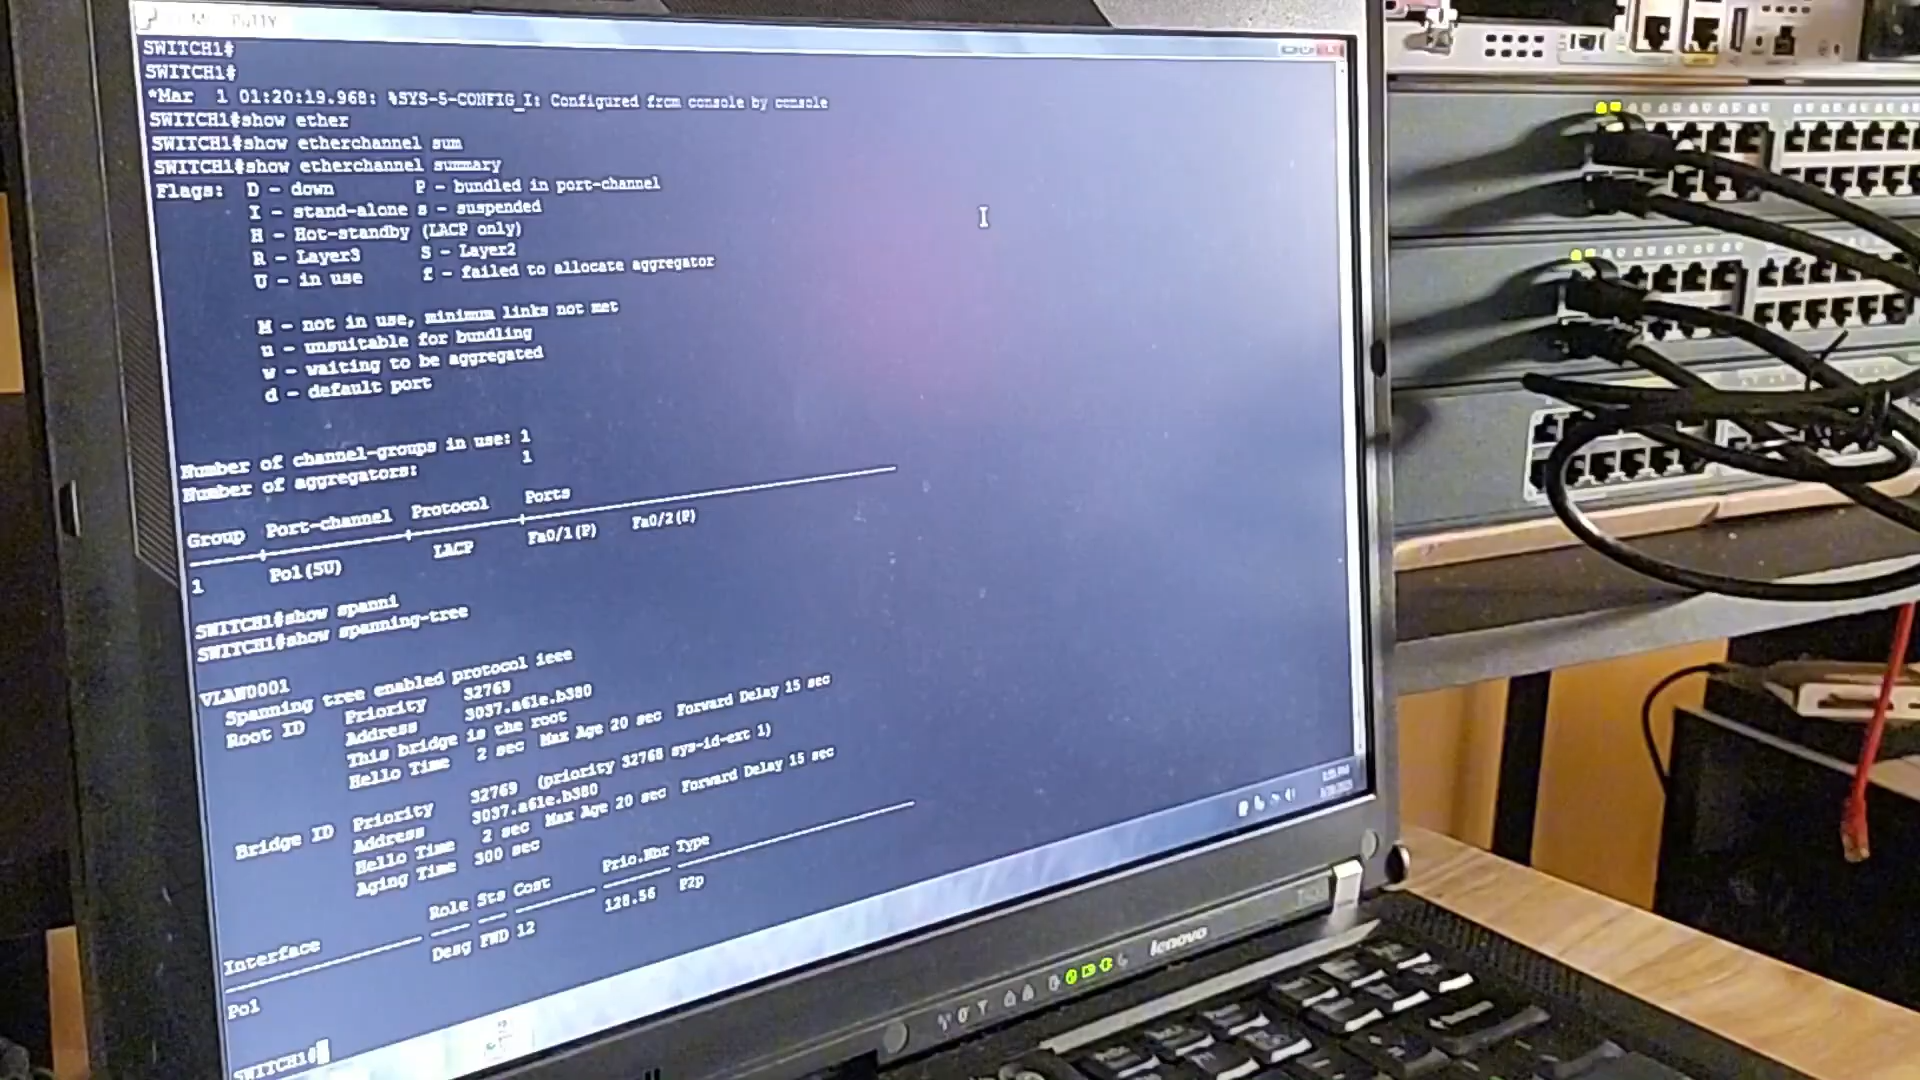 PuTTY
SWITCH1#
SWITCH1#
*Mar  1 01:20:19.968: %SYS-5-CONFIG_I: Configured from console by console
SWITCH1#show ether
SWITCH1#show etherchannel sum
SWITCH1#show etherchannel summary
Flags:  D - down        P - bundled in port-channel
I - stand-alone s - suspended
H - Hot-standby (LACP only)
R - Layer3      S - Layer2
U - in use      f - failed to allocate aggregator
M - not in use, minimum links not met
u - unsuitable for bundling
w - waiting to be aggregated
d - default port
Number of channel-groups in use: 1
Number of aggregators:           1
Group  Port-channel  Protocol    Ports
1      Po1(SU)         LACP      Fa0/1(P)    Fa0/2(P)
SWITCH1#show spanni
SWITCH1#show spanning-tree
VLAN0001
Spanning tree enabled protocol ieee
Root ID    Priority    32769
Address     3037.a61e.b380
This bridge is the root
Hello Time   2 sec  Max Age 20 sec  Forward Delay 15 sec
Bridge ID  Priority    32769  (priority 32768 sys-id-ext 1)
Address     3037.a61e.b380
Hello Time   2 sec  Max Age 20 sec  Forward Delay 15 sec
Aging Time  300 sec
Interface           Role Sts Cost      Prio.Nbr Type
Po1                 Desg FWD 12        128.56   P2p
SWITCH1#
lenovo